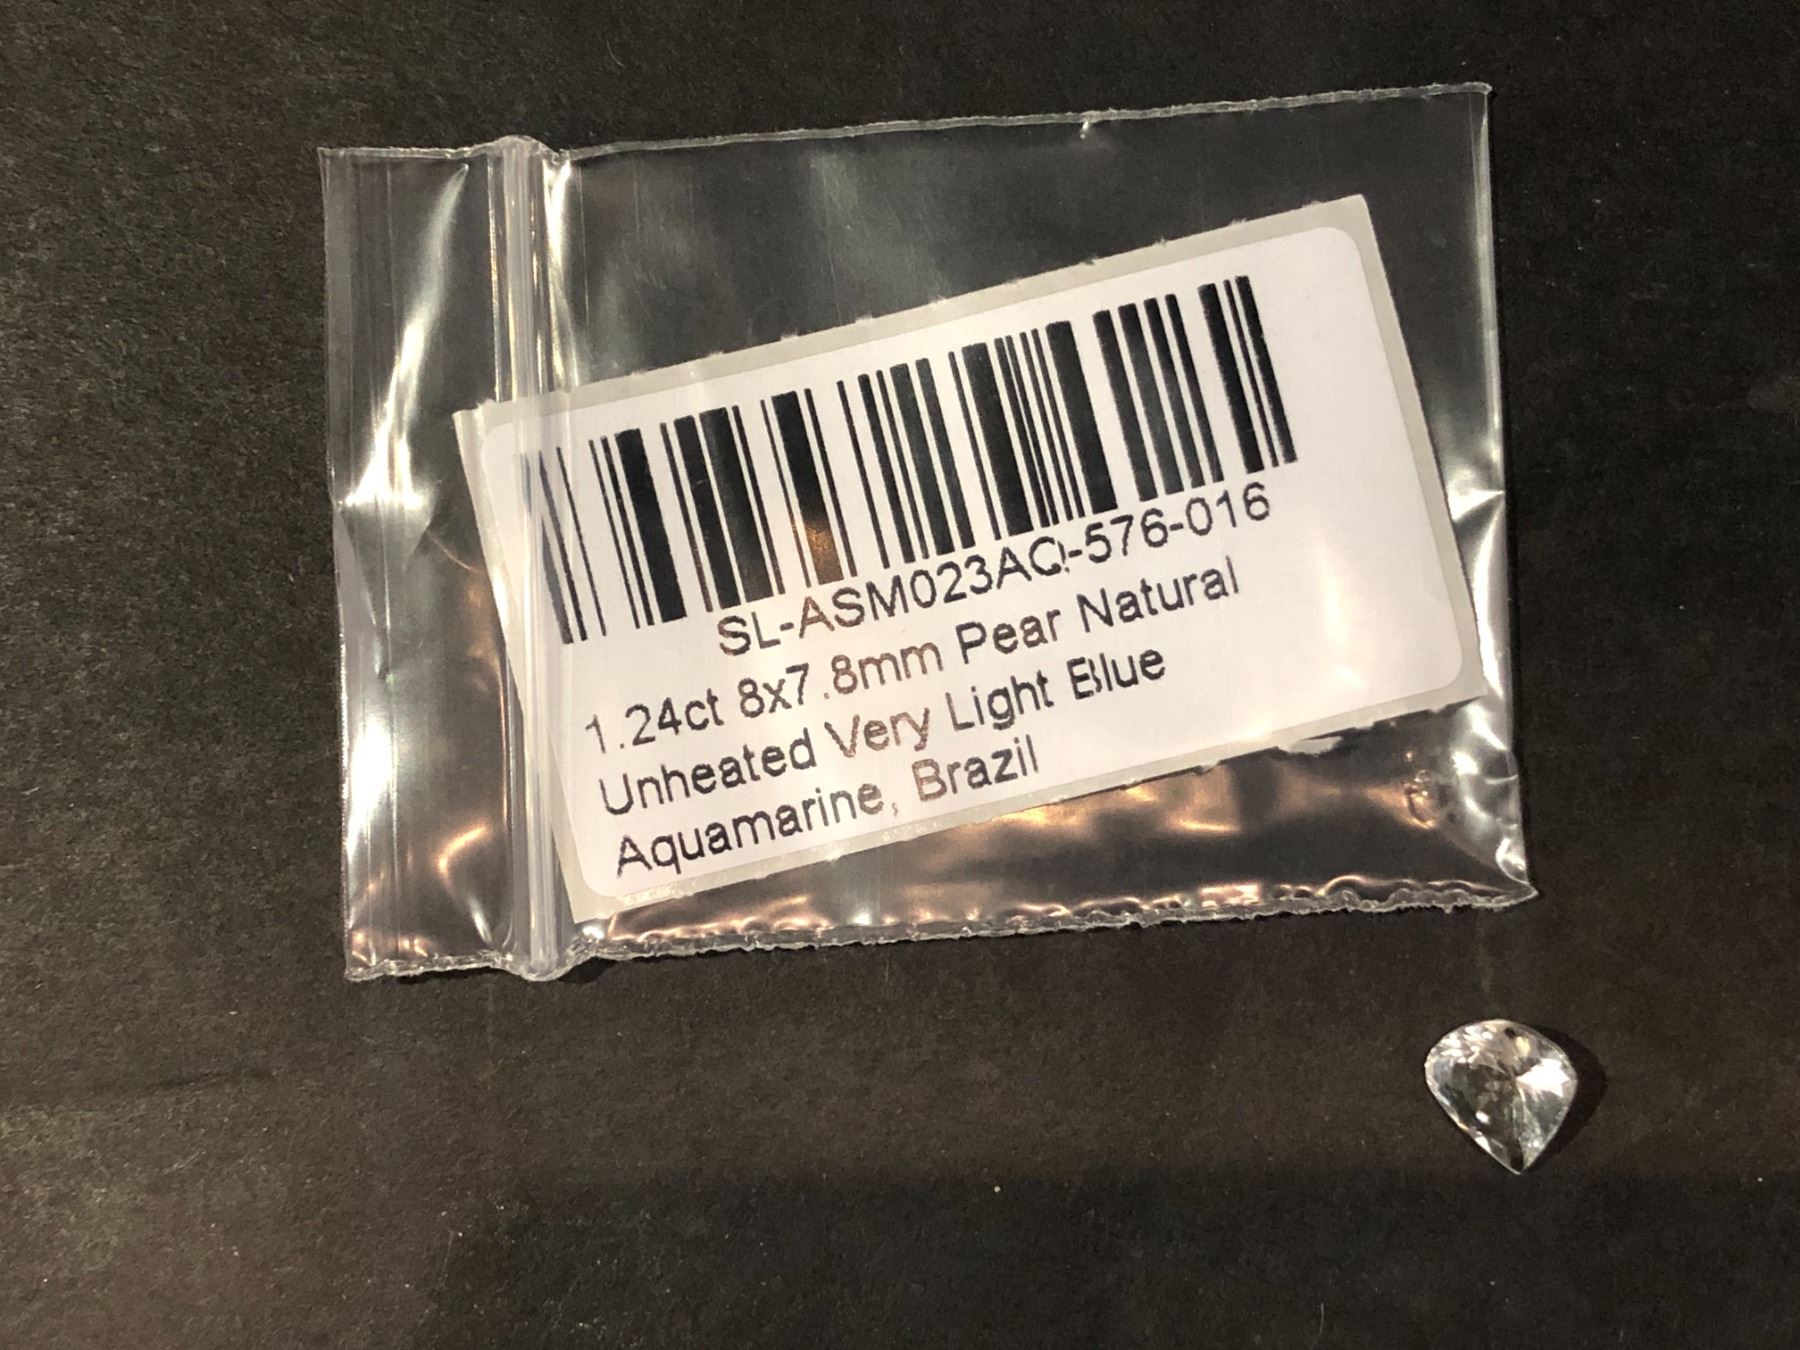 SL-ASM023AQ-576-016
1.24ct 8x7.8mm Pear Natural
Unheated Very Light Blue
Aquamarine, Brazil